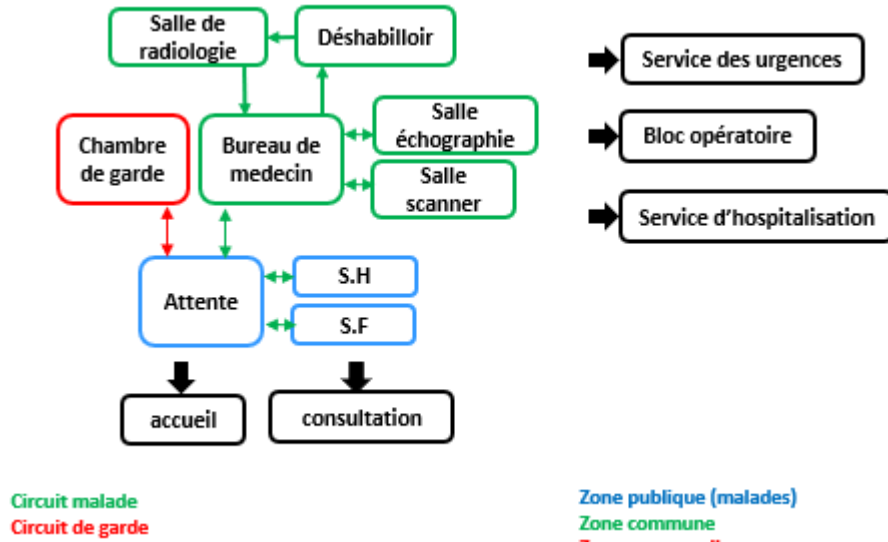 Salle de
radiologie
Déshabilloir
Service des urgences
Salle
échographie
Chambre
de garde
Bureau de
medecin
Bloc opératoire
Salle
scanner
Service d'hospitalisation
Attente
S.H
S.F
accueil
consultation
Circuit malade
Circuit de garde
Zone publique (malades)
Zone commune